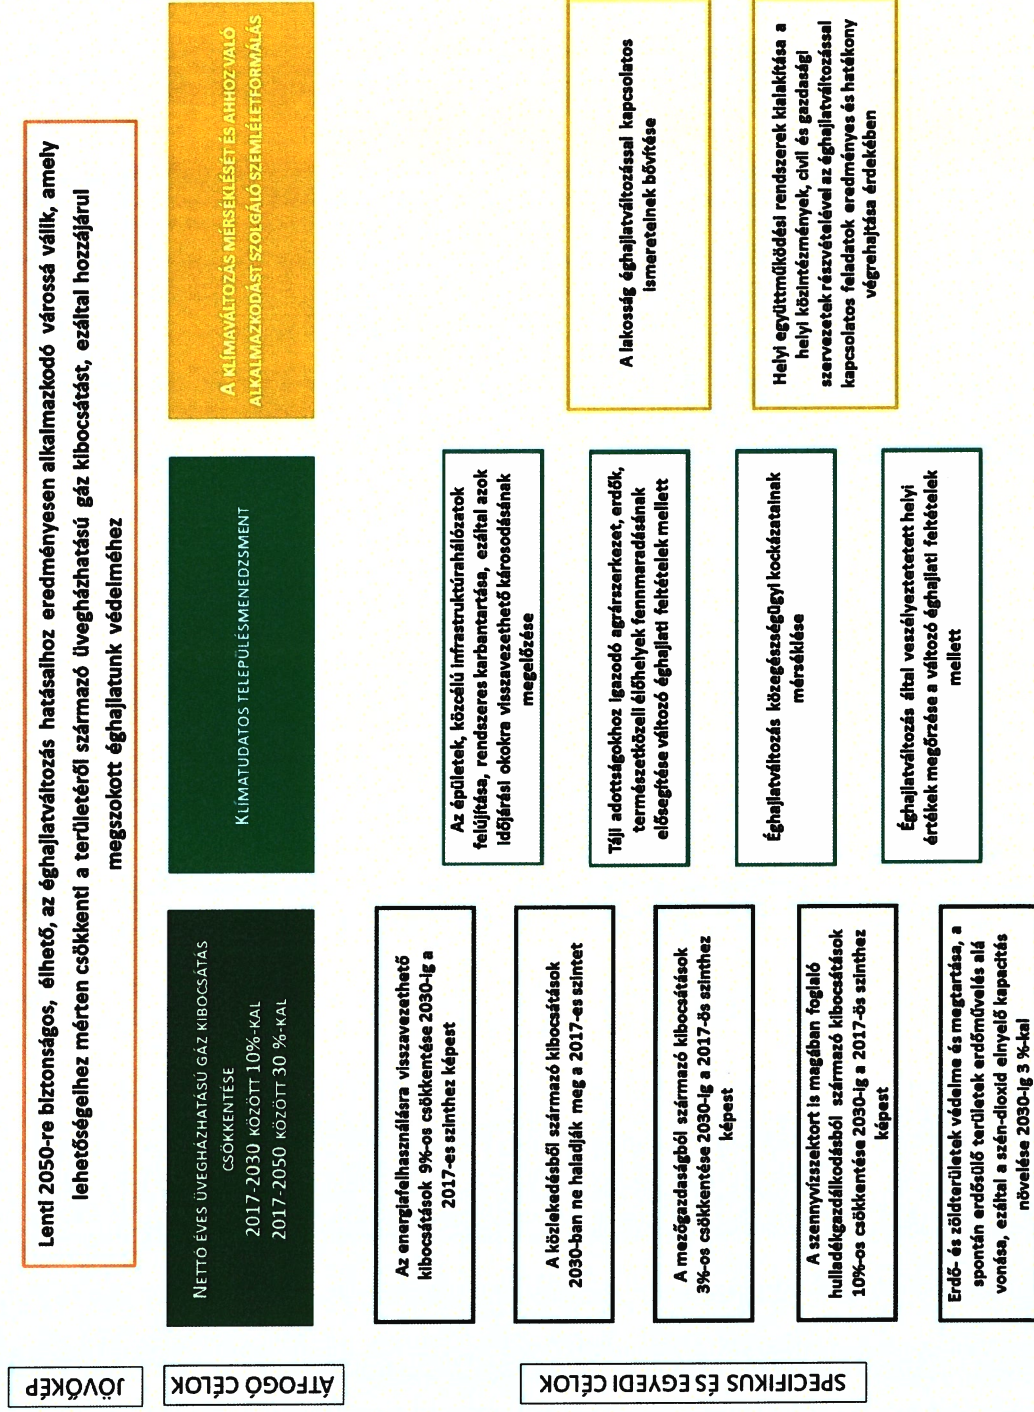 JÖVŐKÉP
Lenti 2050-re biztonságos, élhető, az éghajlatváltozás hatásaihoz eredményesen alkalmazkodó várossá válik, amely
lehetőségeihez mérten csökkenti a területéről származó üvegházhatású gáz kibocsátást, ezáltal hozzájárul
megszokott éghajlatunk védelméhez
ÁTFOGÓ CÉLOK
NETTÓ ÉVES ÜVEGHÁZHATÁSÚ GÁZ KIBOCSÁTÁS
CSÖKKENTÉSE
2017-2030 KÖZÖTT 10%-KAL
2017-2050 KÖZÖTT 30 %-KAL
KLÍMATUDATOS TELEPÜLÉSMENEDZSMENT
A KLÍMAVÁLTOZÁS MÉRSÉKLÉSÉT ÉS AHHOZ VALÓ
ALKALMAZKODÁST SZOLGÁLÓ SZEMLÉLETFORMÁLÁS
SPECIFIKUS ÉS EGYEDI CÉLOK
Az energiafelhasználásra visszavezethető
kibocsátások 9%-os csökkentése 2030-ig a
2017-es szinthez képest
A közlekedésből származó kibocsátások
2030-ban ne haladják meg a 2017-es szintet
A mezőgazdaságból származó kibocsátások
3%-os csökkentése 2030-ig a 2017-ös szinthez
képest
A szennyvízszektort is magában foglaló
hulladékgazdálkodásból származó kibocsátások
10%-os csökkentése 2030-ig a 2017-ös szinthez
képest
Erdő- és zöldterületek védelme és megtartása, a
spontán erdősülő területek erdőművelés alá
vonása, ezáltal a szén-dioxid elnyelő kapacitás
növelése 2030-ig 3 %-kal
Az épületek, közcélú infrastruktúrahálózatok
felújítása, rendszeres karbantartása, ezáltal azok
időjárási okokra visszavezethető károsodásának
megelőzése
Táji adottságokhoz igazodó agrárszerkezet, erdők,
természetközeli élőhelyek fennmaradásának
elősegítése változó éghajlati feltételek mellett
Éghajlatváltozás közegészségügyi kockázatainak
mérséklése
Éghajlatváltozás által veszélyeztetetett helyi
értékek megőrzése a változó éghajlati feltételek
mellett
A lakosság éghajlatváltozással kapcsolatos
ismereteinek bővítése
Helyi együttműködési rendszerek kialakítása a
helyi közintézmények, civil és gazdasági
szervezetek részvételével az éghajlatváltozással
kapcsolatos feladatok eredményes és hatékony
végrehajtása érdekében